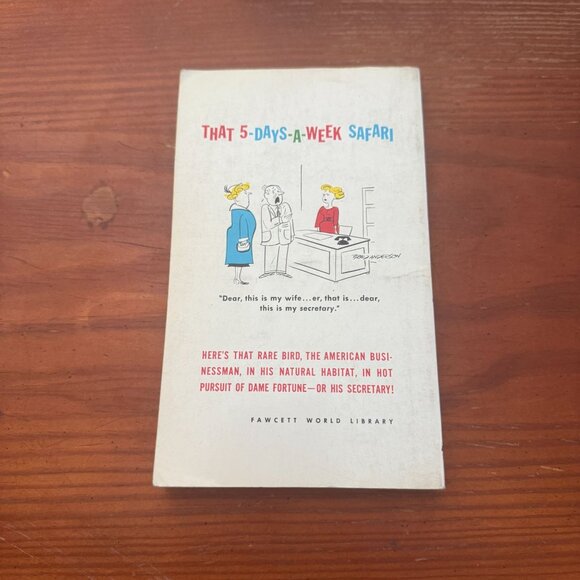 THAT 5-DAYS-A-WEEK SAFARI
BOB ANDERSON
"Dear, this is my wife...er, that is...dear,
this is my secretary."
HERE'S THAT RARE BIRD, THE AMERICAN BUSI-
NESSMAN, IN HIS NATURAL HABITAT, IN HOT
PURSUIT OF DAME FORTUNE—OR HIS SECRETARY!
FAWCETT WORLD LIBRARY